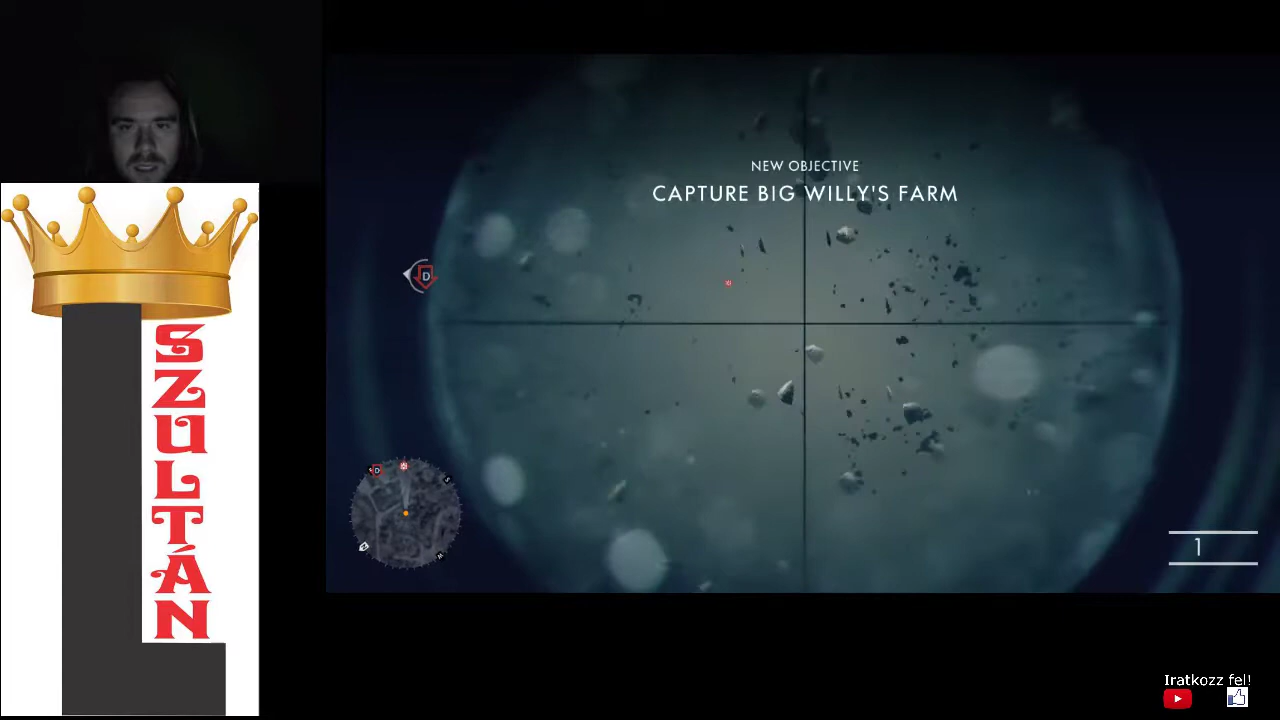 NEW OBJECTIVE
CAPTURE BIG WILLY'S FARM
D
D
SZULTÁN
L
1
Iratkozz fel!